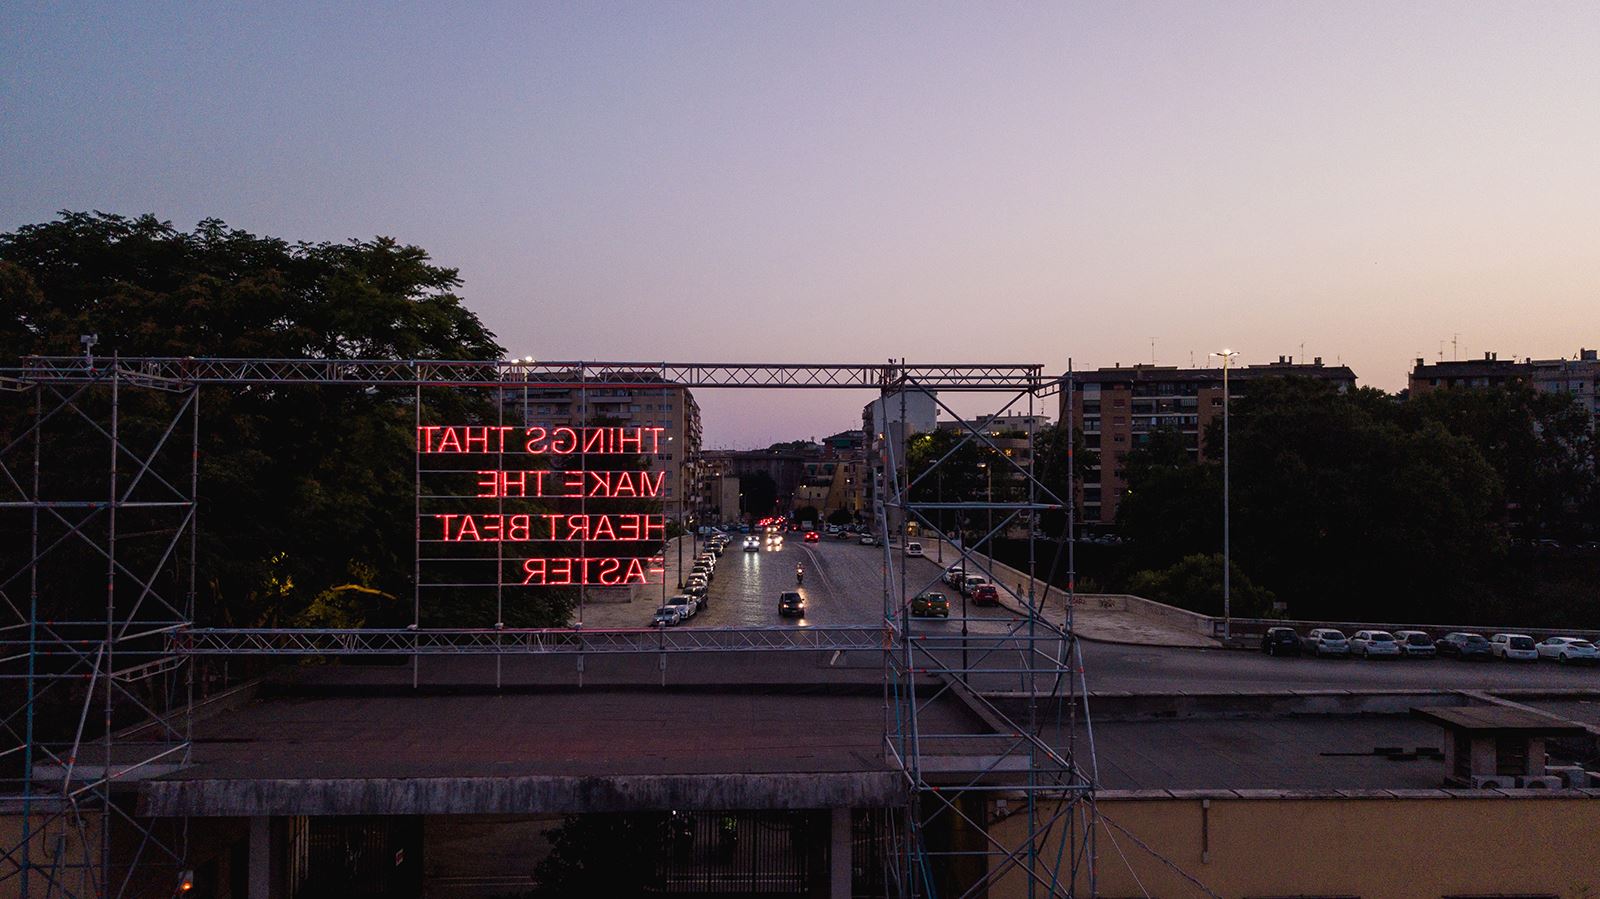 THINGS THAT
MAKE THE
HEART BEAT
FASTER